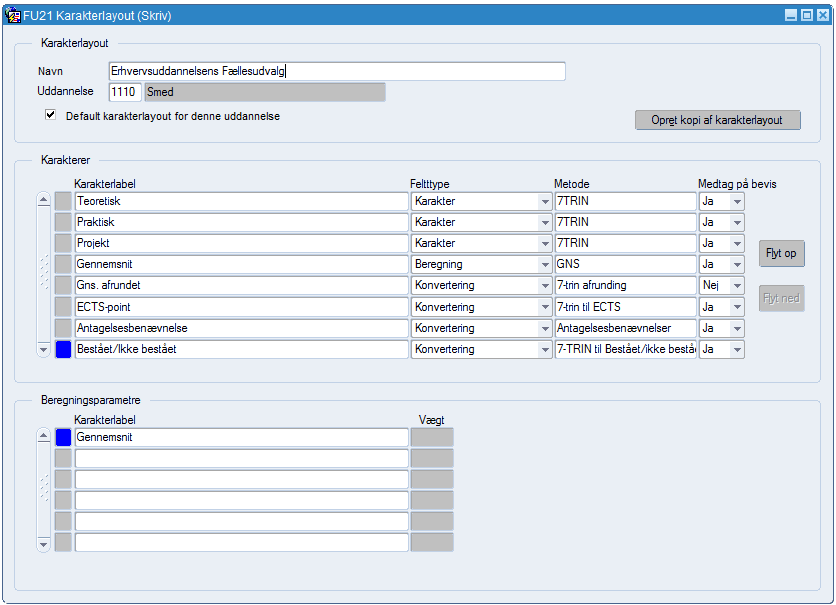 FU21 Karakterlayout (Skriv)
Karakterlayout
Navn Erhvervsuddannelsens Fællesudvalg
Uddannelse 1110 Smed
Default karakterlayout for denne uddannelse
Opret kopi af karakterlayout
Karakterer
Karakterlabel Felttype Metode Medtag på bevis
Teoretisk Karakter 7TRIN Ja
Praktisk Karakter 7TRIN Ja
Projekt Karakter 7TRIN Ja
Flyt op
Gennemsnit Beregning GNS Ja
Gns. afrundet Konvertering 7-trin afrunding Nej
Flyt ned
ECTS-point Konvertering 7-trin til ECTS Ja
Antagelsesbenævnelse Konvertering Antagelsesbenævnelser Ja
Bestået/Ikke bestået Konvertering 7-TRIN til Bestået/ikke bestå Ja
Beregningsparametre
Karakterlabel Vægt
Gennemsnit